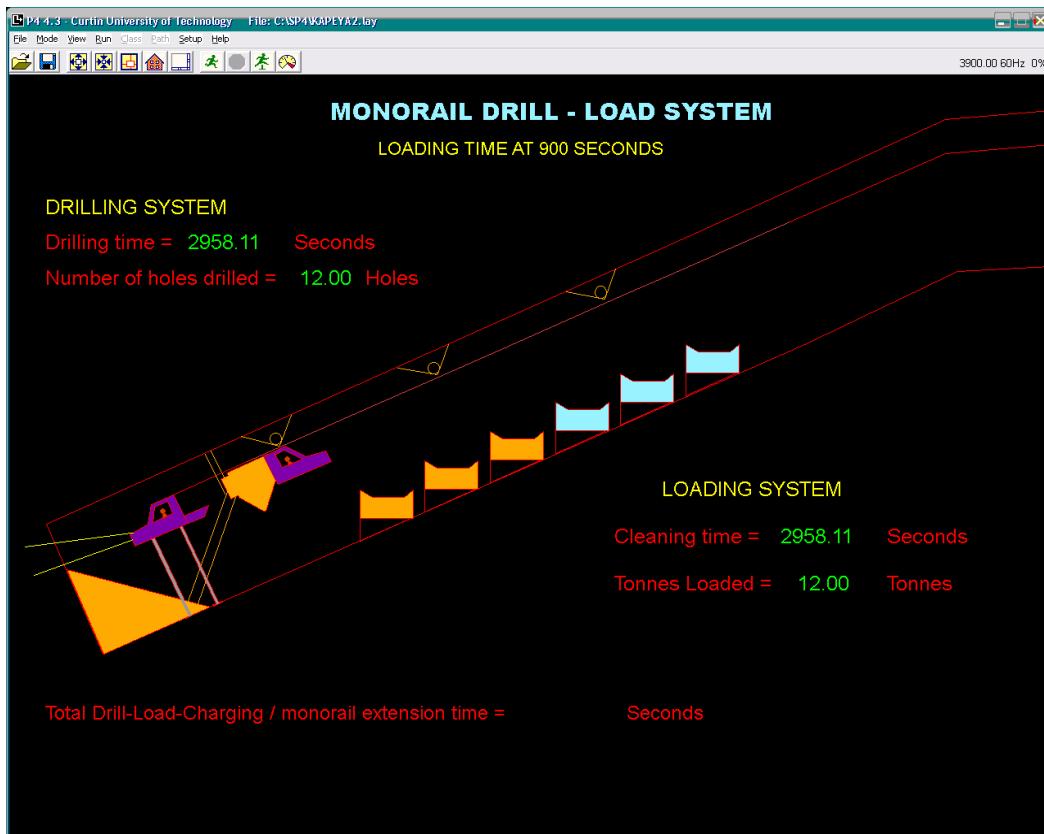 P4 4.3 - Curtin University of Technology File: C:\SP4\KAPEYA2.lay
File Mode View Run Class Path Setup Help
3900.00 60Hz 0%
MONORAIL DRILL - LOAD SYSTEM
LOADING TIME AT 900 SECONDS
DRILLING SYSTEM
Drilling time = 2958.11 Seconds
Number of holes drilled = 12.00 Holes
LOADING SYSTEM
Cleaning time = 2958.11 Seconds
Tonnes Loaded = 12.00 Tonnes
Total Drill-Load-Charging / monorail extension time = Seconds